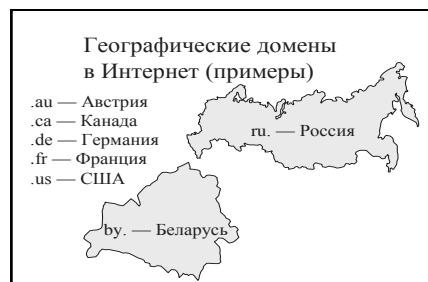 Географические домены
в Интернет (примеры)
.au — Австрия
.ca — Канада
.de — Германия
.fr — Франция
.us — США
ru. — Россия
by. — Беларусь